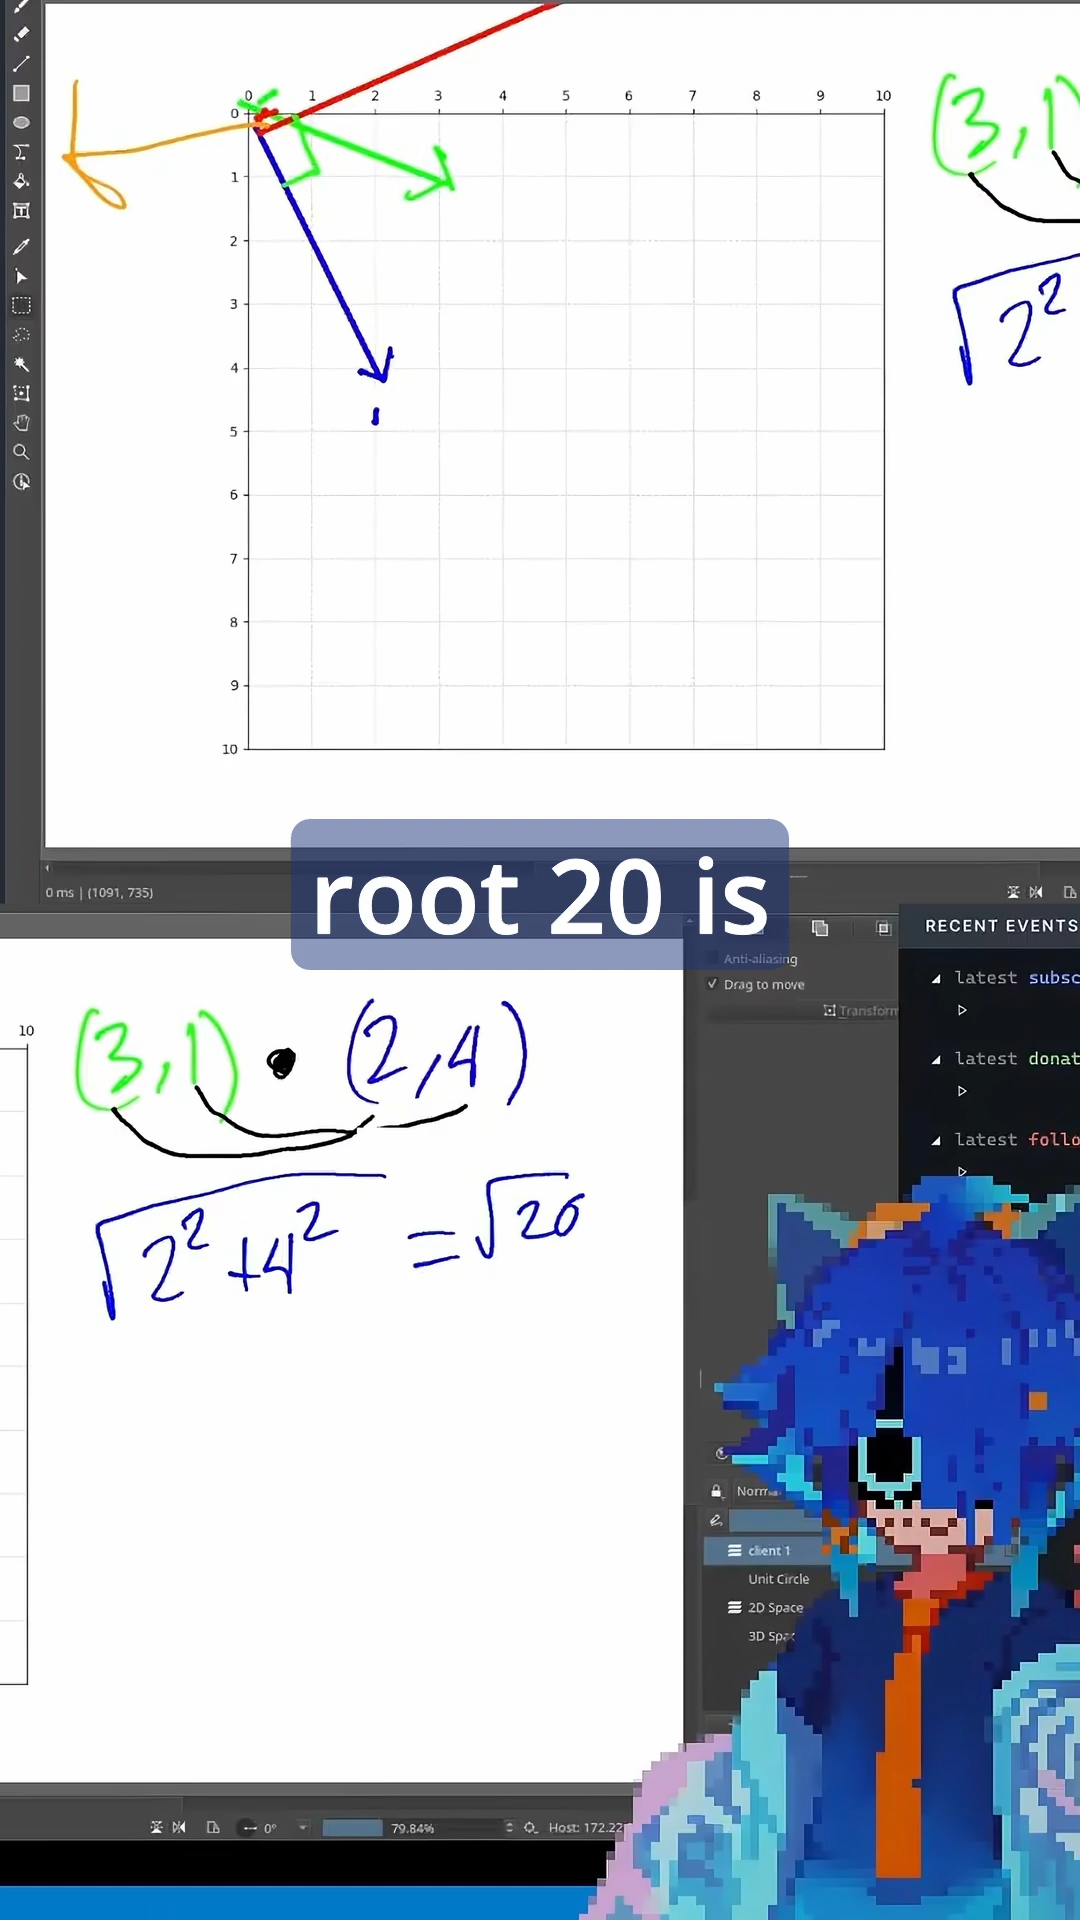 0 1 2 3 4 5 6 7 8 9 10
0
1
2
3
4
5
6
7
8
9
10
(3,1)
√2²
0 ms | (1091, 735)
root 20 is
RECENT EVENTS
Anti-aliasing
Drag to move
Transform
latest subsc
latest donat
latest follo
10
(3,1) • (2,4)
√2²+4² = √20
Norma
client 1
Unit Circle
2D Space
3D Spac
0°
79.84%
Host: 172.22